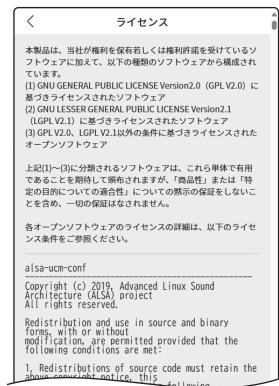 ライセンス
本製品は、当社が権利を保有若しくは権利許諾を受けているソ
フトウェアに加えて、以下の種類のソフトウェアから構成され
ています。
(1) GNU GENERAL PUBLIC LICENSE Version2.0（GPL V2.0）に
基づきライセンスされたソフトウェア
(2) GNU LESSER GENERAL PUBLIC LICENSE Version2.1
（LGPL V2.1）に基づきライセンスされたソフトウェア
(3) GPL V2.0、LGPL V2.1以外の条件に基づきライセンスされた
オープンソフトウェア
上記(1)～(3)に分類されるソフトウェアは、これら単体で有用
であることを期待して頒布されますが、「商品性」または「特
定の目的についての適合性」についての黙示の保証をしないこ
とを含め、一切の保証はなされません。
各オープンソフトウェアのライセンスの詳細は、以下のライセ
ンス条件をご参照ください。
alsa-ucm-conf
Copyright (c) 2019, Advanced Linux Sound
Architecture (ALSA) project
All rights reserved.
Redistribution and use in source and binary
forms, with or without
modification, are permitted provided that the
following conditions are met:
1. Redistributions of source code must retain the
above copyright notice, this
following